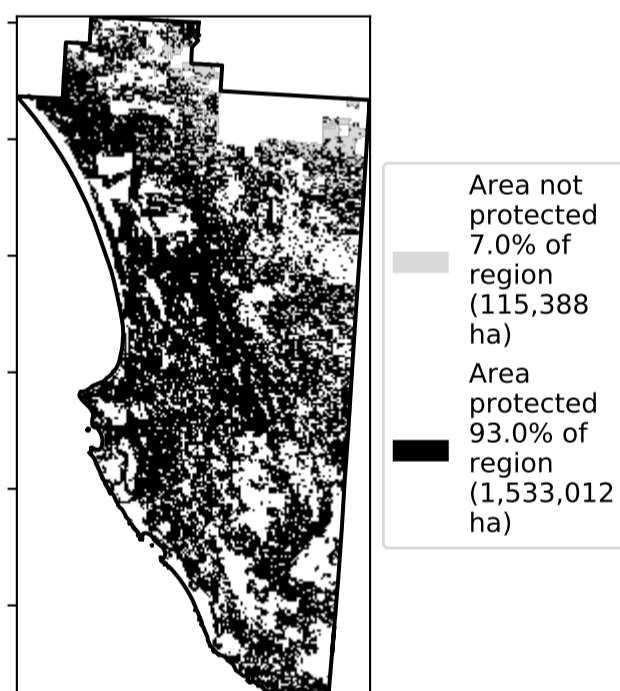 Area not
protected
7.0% of
region
(115,388
ha)
Area
protected
93.0% of
region
(1,533,012
ha)